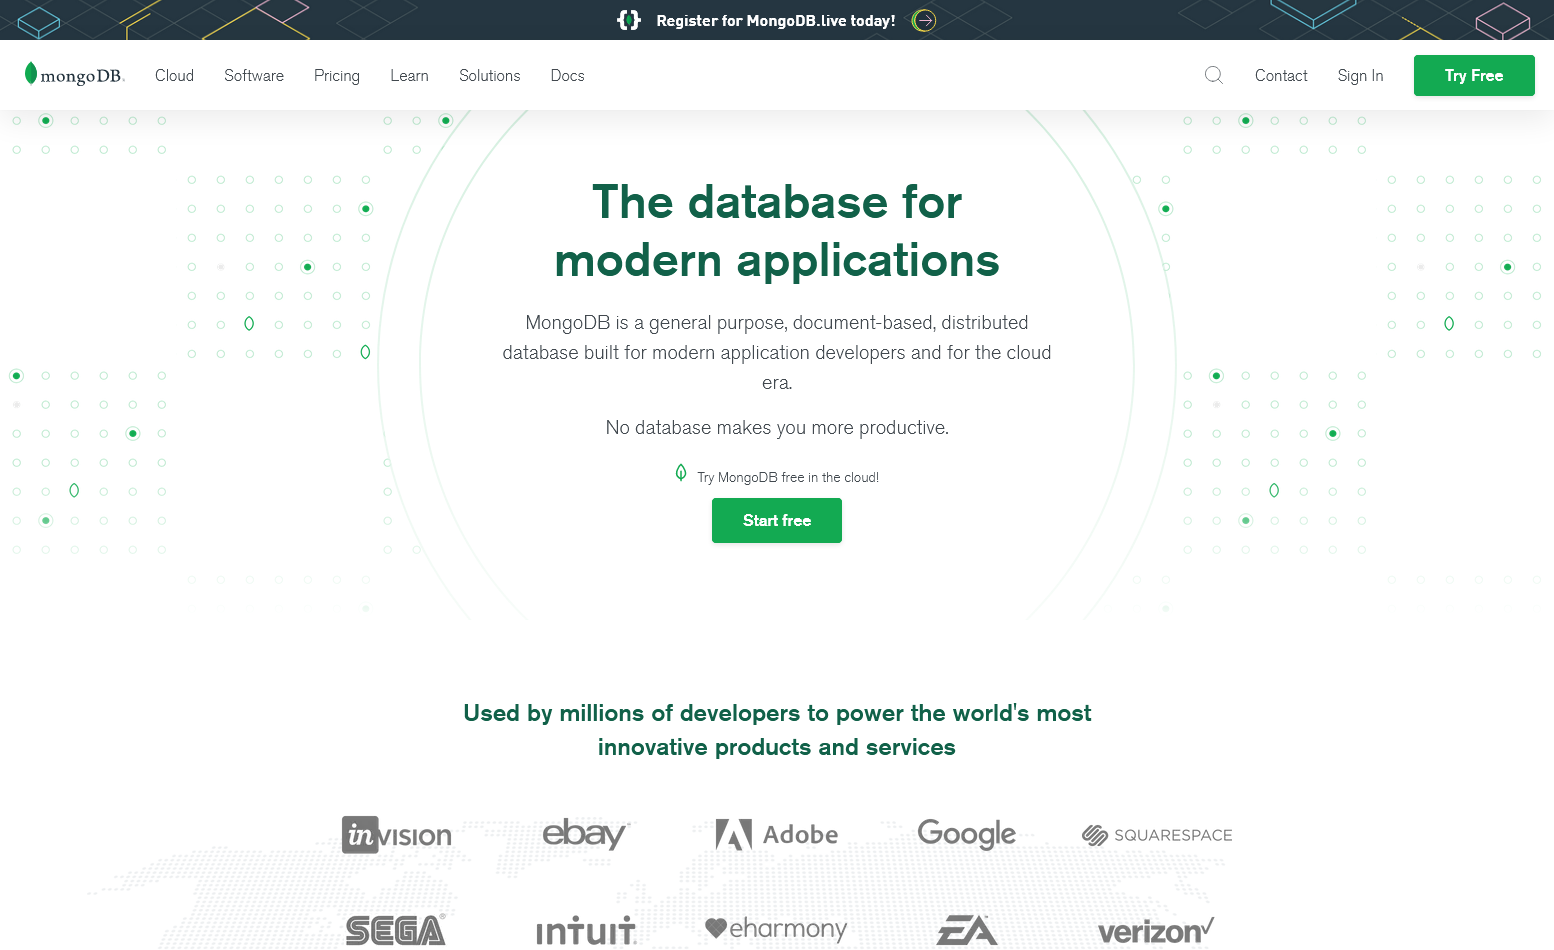 Register for MongoDB.live today!
mongoDB. Cloud Software Pricing Learn Solutions Docs Contact Sign In Try Free
The database for
modern applications
MongoDB is a general purpose, document-based, distributed
database built for modern application developers and for the cloud
era.
No database makes you more productive.
Try MongoDB free in the cloud!
Start free
Used by millions of developers to power the world's most
innovative products and services
inVISION ebay Adobe Google SQUARESPACE
SEGA® intuit eharmony EA verizon✓